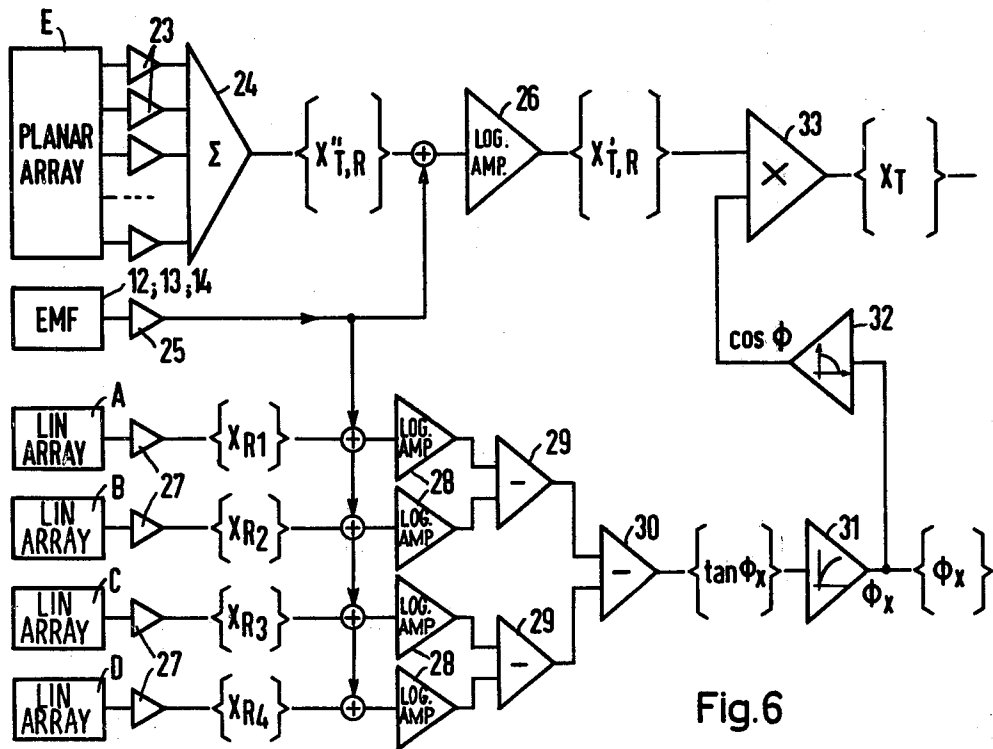 E
23
24
26
33
PLANAR
ARRAY
Σ
{X"T,R}
LOG.
AMP.
{X'T,R}
×
{XT}
12;13;14
EMF
25
cos Φ
32
A
LIN
ARRAY
27
{XR1}
LOG.
AMP
28
29
B
LIN
ARRAY
{XR2}
LOG.
AMP
30
31
{tan Φx}
Φx
{Φx}
C
LIN
ARRAY
27
{XR3}
LOG.
AMP
28
29
D
LIN
ARRAY
27
{XR4}
LOG.
AMP
Fig.6